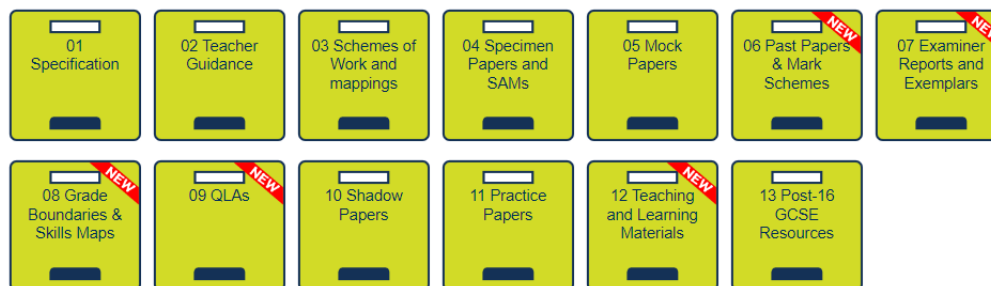 01
Specification
02 Teacher
Guidance
03 Schemes of
Work and
mappings
04 Specimen
Papers and
SAMs
05 Mock
Papers
NEW
06 Past Papers
& Mark
Schemes
NEW
07 Examiner
Reports and
Exemplars
NEW
08 Grade
Boundaries &
Skills Maps
NEW
09 QLAs
10 Shadow
Papers
11 Practice
Papers
NEW
12 Teaching
and Learning
Materials
13 Post-16
GCSE
Resources